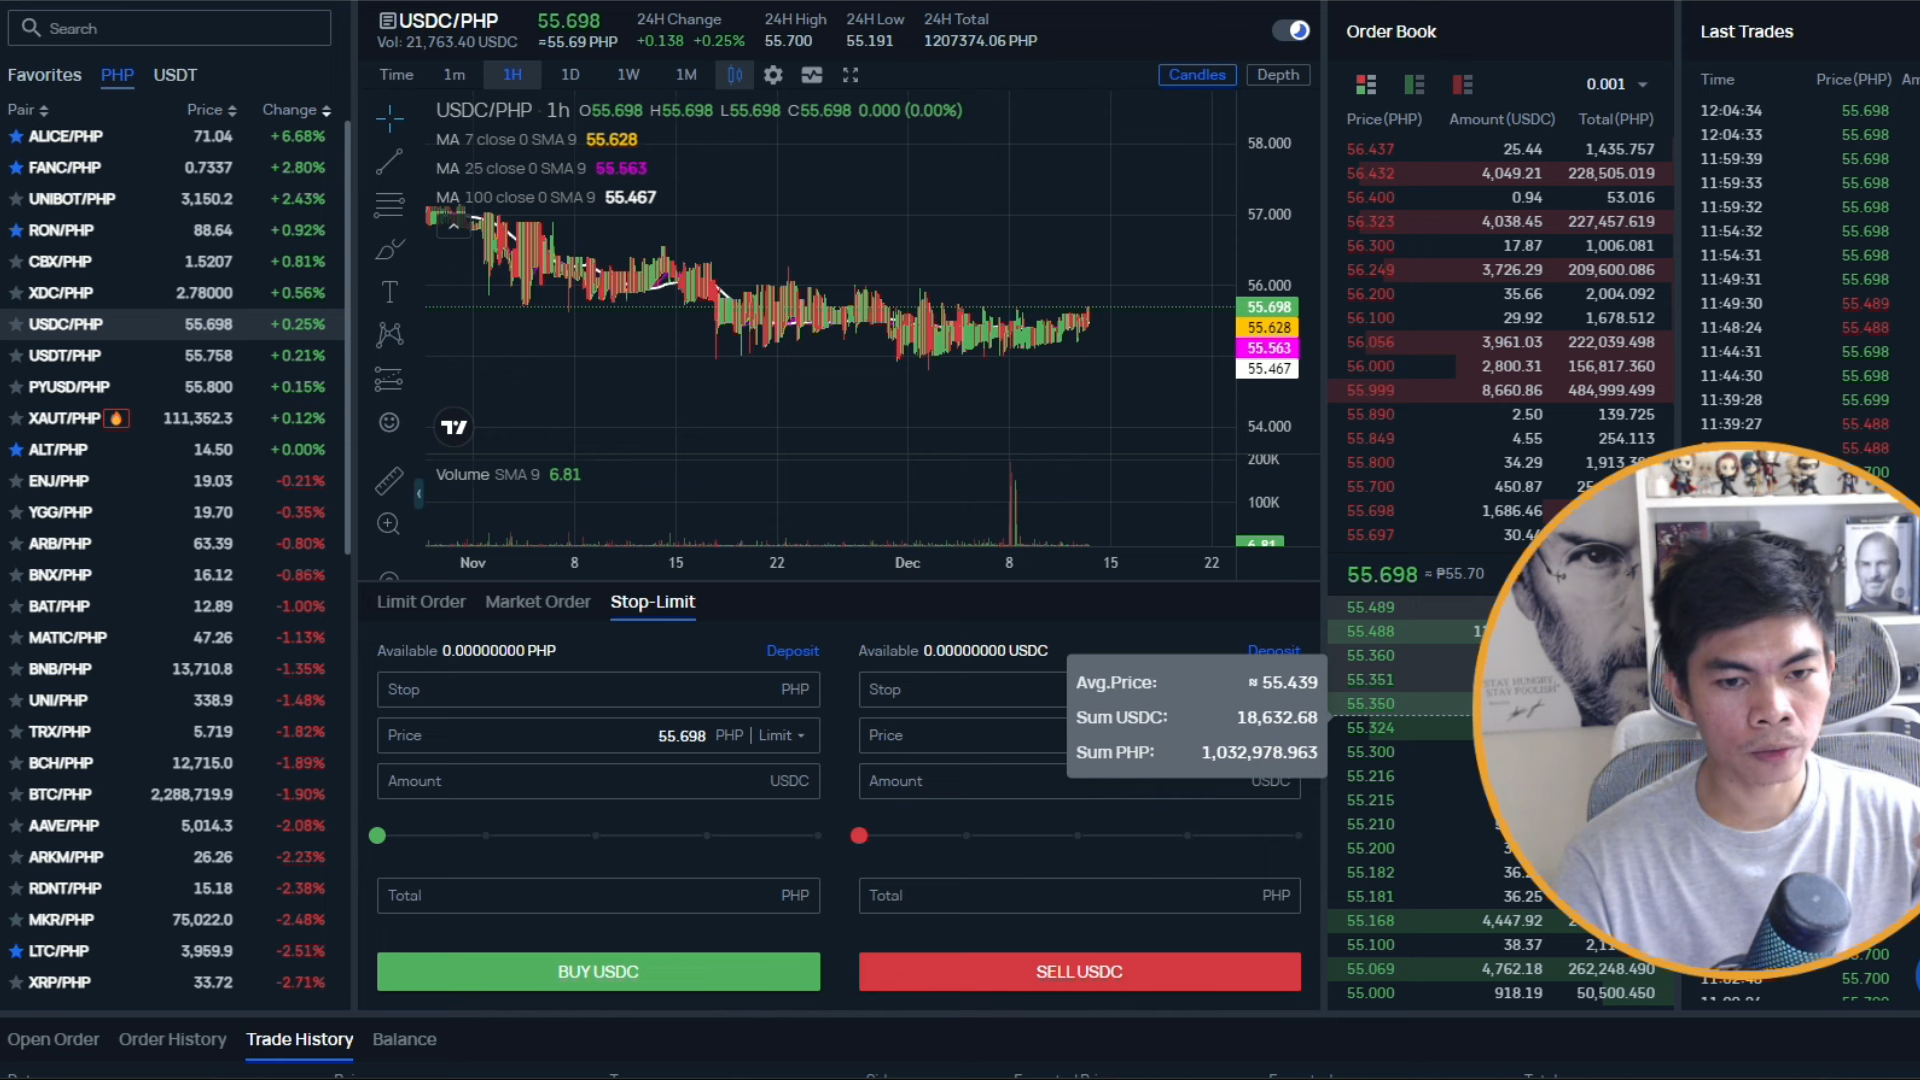 Search
Favorites PHP USDT
Pair Price Change
ALICE/PHP 71.04 +6.68%
FANC/PHP 0.7337 +2.80%
UNIBOT/PHP 3,150.2 +2.43%
RON/PHP 88.64 +0.92%
CBX/PHP 1.5207 +0.81%
XDC/PHP 2.78000 +0.56%
USDC/PHP 55.698 +0.25%
USDT/PHP 55.758 +0.21%
PYUSD/PHP 55.800 +0.15%
XAUT/PHP 111,352.3 +0.12%
ALT/PHP 14.50 +0.00%
ENJ/PHP 19.03 -0.21%
YGG/PHP 19.70 -0.35%
ARB/PHP 63.39 -0.80%
BNX/PHP 16.12 -0.86%
BAT/PHP 12.89 -1.00%
MATIC/PHP 47.26 -1.13%
BNB/PHP 13,710.8 -1.35%
UNI/PHP 338.9 -1.48%
TRX/PHP 5.719 -1.82%
BCH/PHP 12,715.0 -1.89%
BTC/PHP 2,288,719.9 -1.90%
AAVE/PHP 5,014.3 -2.08%
ARKM/PHP 26.26 -2.23%
RDNT/PHP 15.18 -2.38%
MKR/PHP 75,022.0 -2.48%
LTC/PHP 3,959.9 -2.51%
XRP/PHP 33.72 -2.71%
USDC/PHP 55.698 24H Change 24H High 24H Low 24H Total
Vol: 21,763.40 USDC ≈55.69 PHP +0.138 +0.25% 55.700 55.191 1207374.06 PHP
Time 1m 1H 1D 1W 1M Candles Depth
USDC/PHP · 1h O55.698 H55.698 L55.698 C55.698 0.000 (0.00%)
MA 7 close 0 SMA 9 55.628
MA 25 close 0 SMA 9 55.563
MA 100 close 0 SMA 9 55.467
58.000
57.000
56.000
55.698
55.628
55.563
55.467
54.000
200K
100K
6.81
Volume SMA 9 6.81
Nov 8 15 22 Dec 8 15 22
Limit Order Market Order Stop-Limit
Available 0.00000000 PHP Deposit
Stop PHP
Price 55.698 PHP | Limit
Amount USDC
Total PHP
BUY USDC
Available 0.00000000 USDC Deposit
Stop
Price
Amount USDC
Total PHP
SELL USDC
Avg.Price: ≈ 55.439
Sum USDC: 18,632.68
Sum PHP: 1,032,978.963
Order Book
0.001
Price(PHP) Amount(USDC) Total(PHP)
56.437 25.44 1,435.757
56.432 4,049.21 228,505.019
56.400 0.94 53.016
56.323 4,038.45 227,457.619
56.300 17.87 1,006.081
56.249 3,726.29 209,600.086
56.200 35.66 2,004.092
56.100 29.92 1,678.512
56.056 3,961.03 222,039.498
56.000 2,800.31 156,817.360
55.999 8,660.86 484,999.499
55.890 2.50 139.725
55.849 4.55 254.113
55.800 34.29
55.700 450.87
55.698 1,686.46
55.697
55.698 ≈ ₱55.70
55.489
55.488
55.360
55.351
55.350
55.324
55.300
55.216
55.215
55.210
55.200
55.182
55.181 36.25
55.168 4,447.92
55.100 38.37
55.069 4,762.18 262,248.490
55.000 918.19 50,500.450
Last Trades
Time Price(PHP)
12:04:34 55.698
12:04:33 55.698
11:59:39 55.698
11:59:33 55.698
11:59:32 55.698
11:54:32 55.698
11:54:31 55.698
11:49:31 55.698
11:49:30 55.489
11:48:24 55.488
11:44:31 55.698
11:44:30 55.698
11:39:28 55.699
11:39:27 55.488
55.488
55.700
55.700
STAY HUNGRY,
STAY FOOLISH
Open Order Order History Trade History Balance